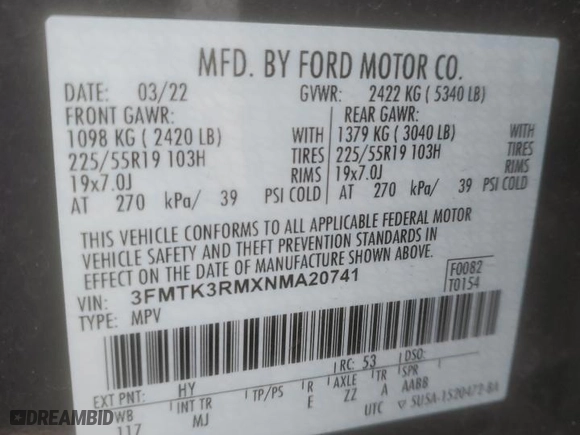 MFD. BY FORD MOTOR CO.
DATE: 03/22 GVWR: 2422 KG ( 5340 LB)
FRONT GAWR: REAR GAWR:
1098 KG ( 2420 LB) WITH 1379 KG ( 3040 LB) WITH
225/55R19 103H TIRES 225/55R19 103H TIRES
19x7.0J RIMS 19x7.0J RIMS
AT 270 kPa/ 39 PSI COLD AT 270 kPa/ 39 PSI COLD
THIS VEHICLE CONFORMS TO ALL APPLICABLE FEDERAL MOTOR
VEHICLE SAFETY AND THEFT PREVENTION STANDARDS IN
EFFECT ON THE DATE OF MANUFACTURE SHOWN ABOVE.
VIN: 3FMTK3RMXNMA20741 F0082
TYPE: MPV T0154
EXT PNT: HY RC: 53 DSO:
WB INT TR TP/PS R AXLE TR SPR
117 MJ E ZZ A AABB
UTC SU5A-1520472-BA
DREAMBID